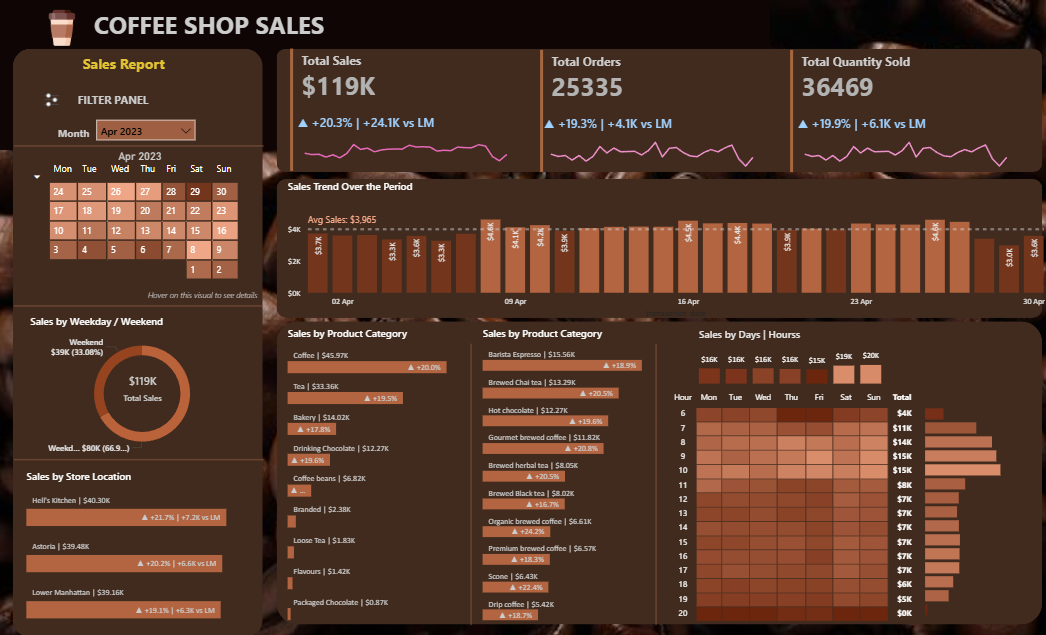 COFFEE SHOP SALES
Sales Report
FILTER PANEL
Month
Apr 2023
Apr 2023
Mon Tue Wed Thu Fri Sat Sun
24 25 26 27 28 29 30
17 18 19 20 21 22 23
10 11 12 13 14 15 16
3 4 5 6 7 8 9
1 2
Hover on this visual to see details
Sales by Weekday / Weekend
Weekend
$39K (33.08%)
$119K
Total Sales
Weekd... $80K (66.9...)
Sales by Store Location
Hell's Kitchen | $40.30K
▲ +21.7% | +7.2K vs LM
Astoria | $39.48K
▲ +20.2% | +6.6K vs LM
Lower Manhattan | $39.16K
▲ +19.1% | +6.3K vs LM
Total Sales
$119K
▲ +20.3% | +24.1K vs LM
Total Orders
25335
▲ +19.3% | +4.1K vs LM
Total Quantity Sold
36469
▲ +19.9% | +6.1K vs LM
Sales Trend Over the Period
Avg Sales: $3,965
$4K
$2K
$0K
$3.7K $3.3K $3.6K $3.3K $4.6K $4.1K $4.2K $3.9K $4.5K $4.4K $3.9K $4.6K $3.0K $3.6K
02 Apr 09 Apr 16 Apr 23 Apr 30 Apr
Sales by Product Category
Coffee | $45.97K
▲ +20.0%
Tea | $33.36K
▲ +19.5%
Bakery | $14.02K
▲ +17.8%
Drinking Chocolate | $12.27K
▲ +19.6%
Coffee beans | $6.82K
▲ ...
Branded | $2.38K
Loose Tea | $1.83K
Flavours | $1.42K
Packaged Chocolate | $0.87K
Sales by Product Category
Barista Espresso | $15.56K
▲ +18.9%
Brewed Chai tea | $13.29K
▲ +20.5%
Hot chocolate | $12.27K
▲ +19.6%
Gourmet brewed coffee | $11.82K
▲ +20.8%
Brewed herbal tea | $8.05K
▲ +20.5%
Brewed Black tea | $8.02K
▲ +16.7%
Organic brewed coffee | $6.61K
▲ +24.2%
Premium brewed coffee | $6.57K
▲ +18.3%
Scone | $6.43K
▲ +22.4%
Drip coffee | $5.42K
▲ +18.7%
Sales by Days | Hourss
$16K $16K $16K $16K $15K $19K $20K
Hour Mon Tue Wed Thu Fri Sat Sun Total
6 $4K
7 $11K
8 $14K
9 $15K
10 $15K
11 $8K
12 $7K
13 $7K
14 $7K
15 $7K
16 $7K
17 $7K
18 $6K
19 $5K
20 $0K